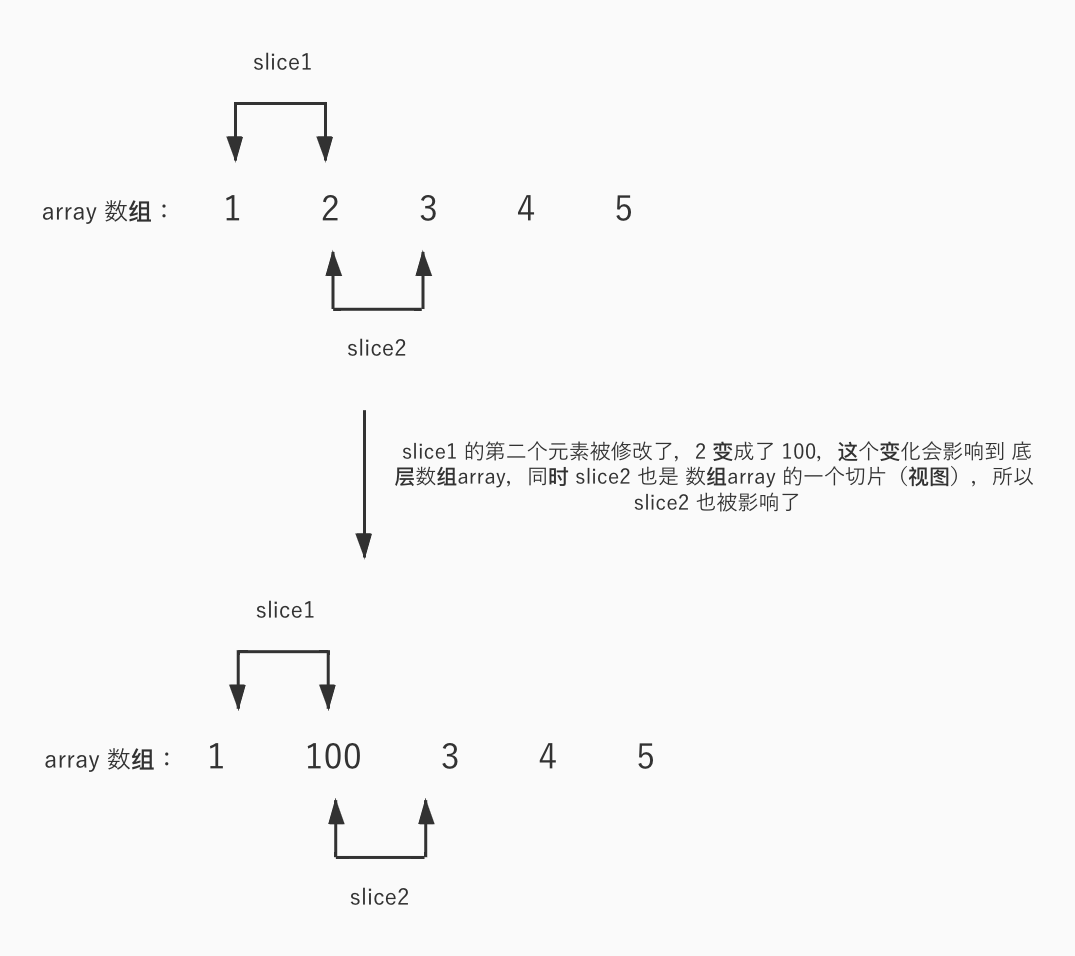 slice1
array 数组： 1 2 3 4 5
slice2
slice1 的第二个元素被修改了，2 变成了 100，这个变化会影响到 底
层数组array，同时 slice2 也是 数组array 的一个切片（视图），所以
slice2 也被影响了
slice1
array 数组： 1 100 3 4 5
slice2